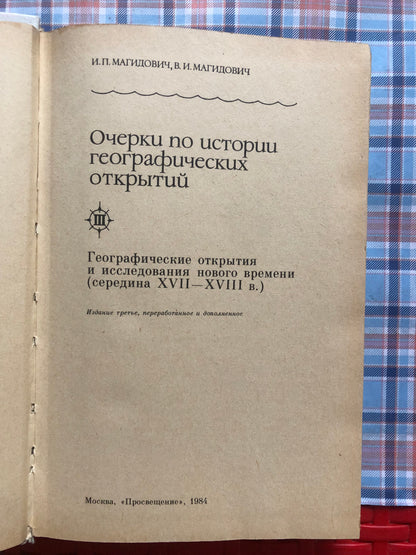 И. П. МАГИДОВИЧ, В. И. МАГИДОВИЧ
Очерки по истории
географических
открытий
III
Географические открытия
и исследования нового времени
(середина XVII—XVIII в.)
Издание третье, переработанное и дополненное
Москва, «Просвещение», 1984